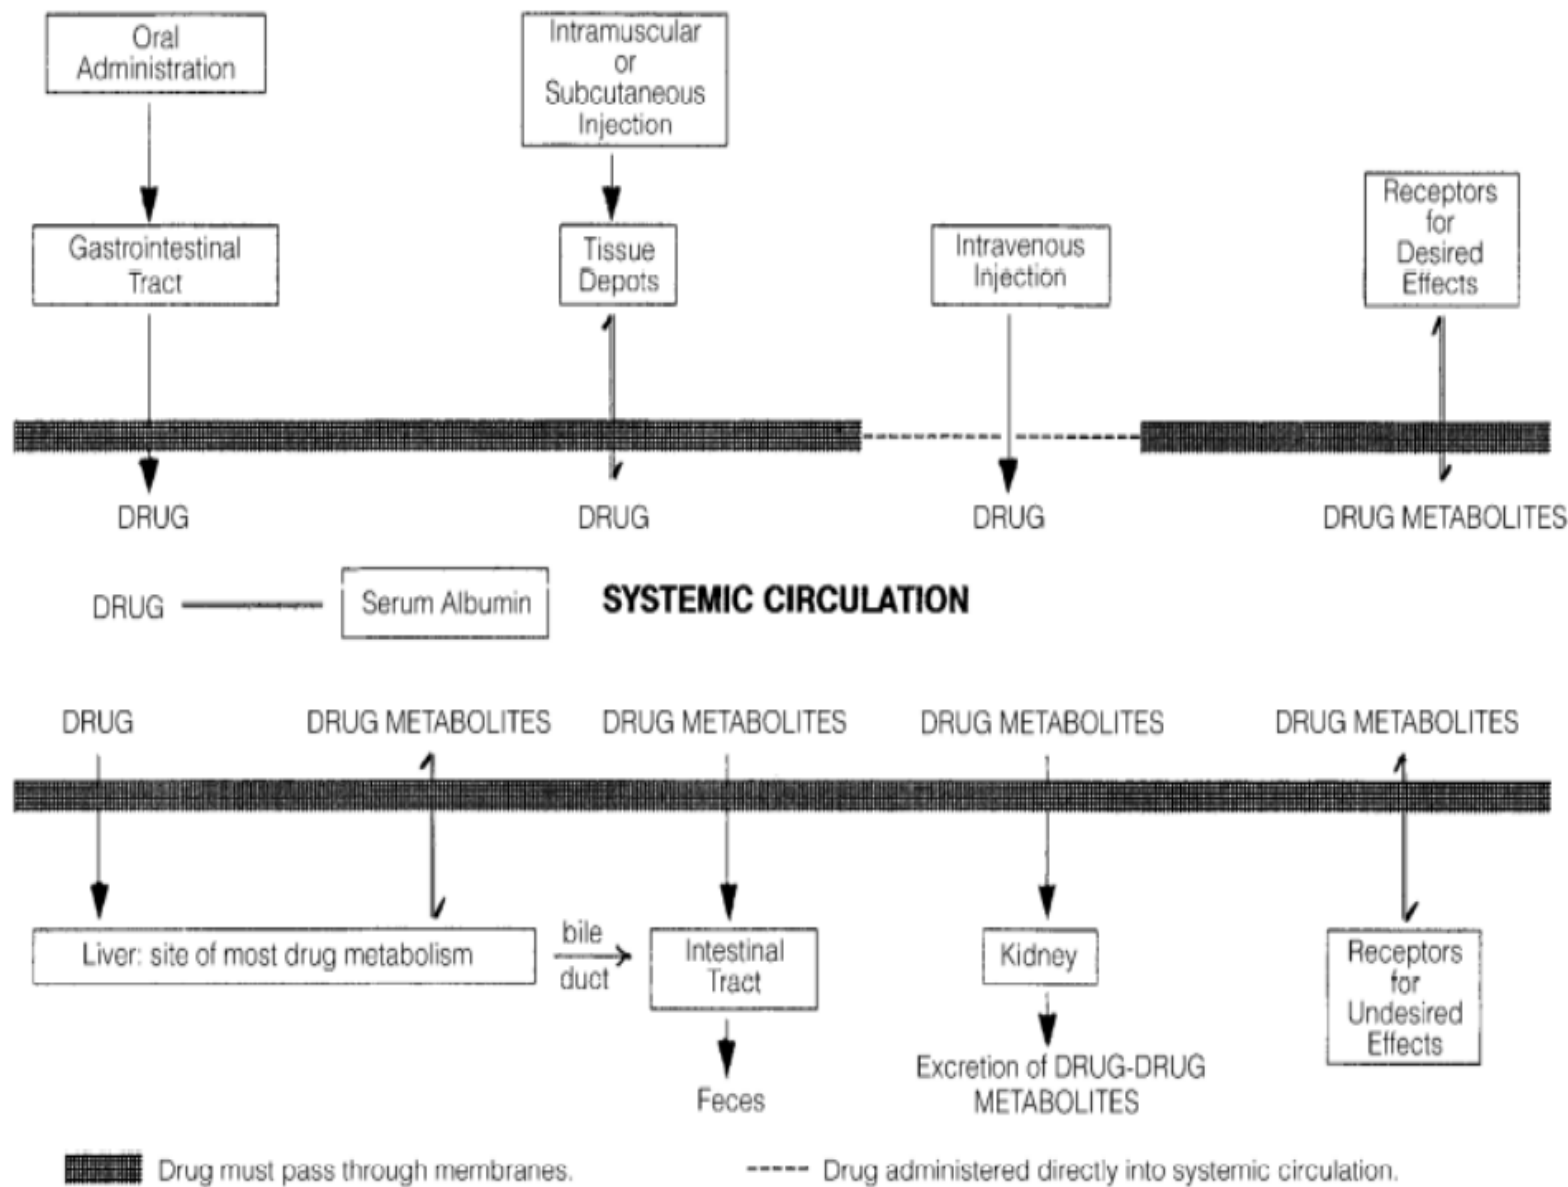 Oral
Administration
Intramuscular
or
Subcutaneous
Injection
Gastrointestinal
Tract
Tissue
Depots
Intravenous
Injection
Receptors
for
Desired
Effects
DRUG
DRUG
DRUG
DRUG METABOLITES
DRUG
Serum Albumin
SYSTEMIC CIRCULATION
DRUG
DRUG METABOLITES
DRUG METABOLITES
DRUG METABOLITES
DRUG METABOLITES
Liver: site of most drug metabolism
bile
duct
Intestinal
Tract
Kidney
Receptors
for
Undesired
Effects
Feces
Excretion of DRUG-DRUG
METABOLITES
Drug must pass through membranes.
Drug administered directly into systemic circulation.